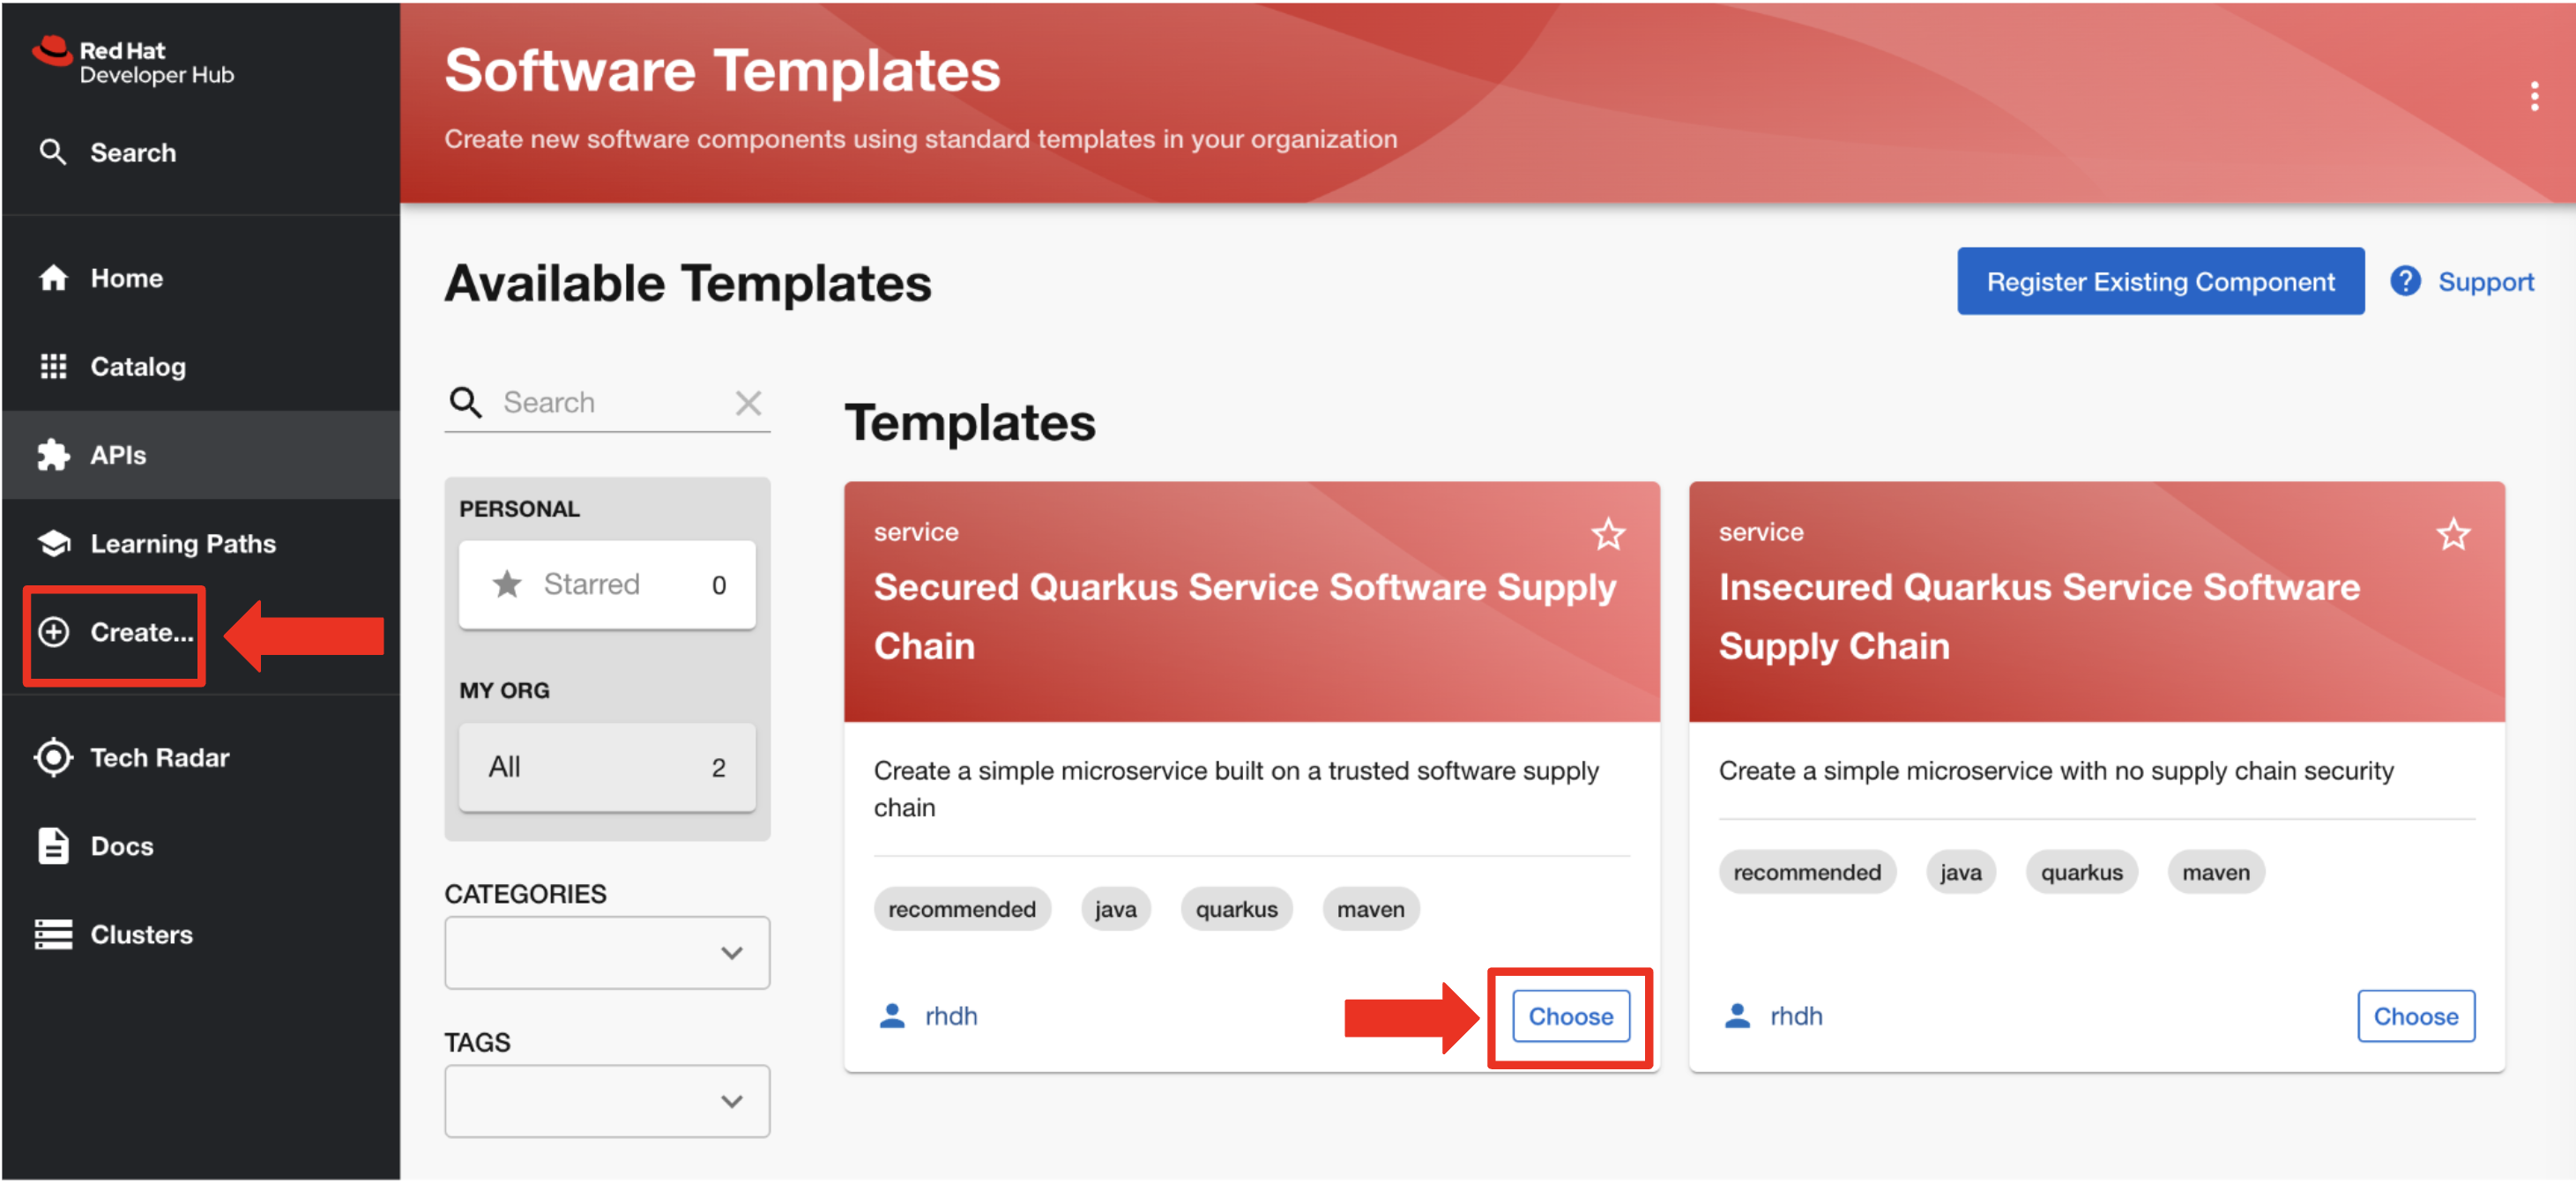 Red Hat
Developer Hub
Search
Home
Catalog
APIs
Learning Paths
Create...
Tech Radar
Docs
Clusters
Software Templates
Create new software components using standard templates in your organization
Available Templates
Register Existing Component
Support
Search
PERSONAL
Starred 0
MY ORG
All 2
CATEGORIES
TAGS
Templates
service
Secured Quarkus Service Software Supply
Chain
Create a simple microservice built on a trusted software supply
chain
recommended java quarkus maven
rhdh
Choose
service
Insecured Quarkus Service Software
Supply Chain
Create a simple microservice with no supply chain security
recommended java quarkus maven
rhdh
Choose